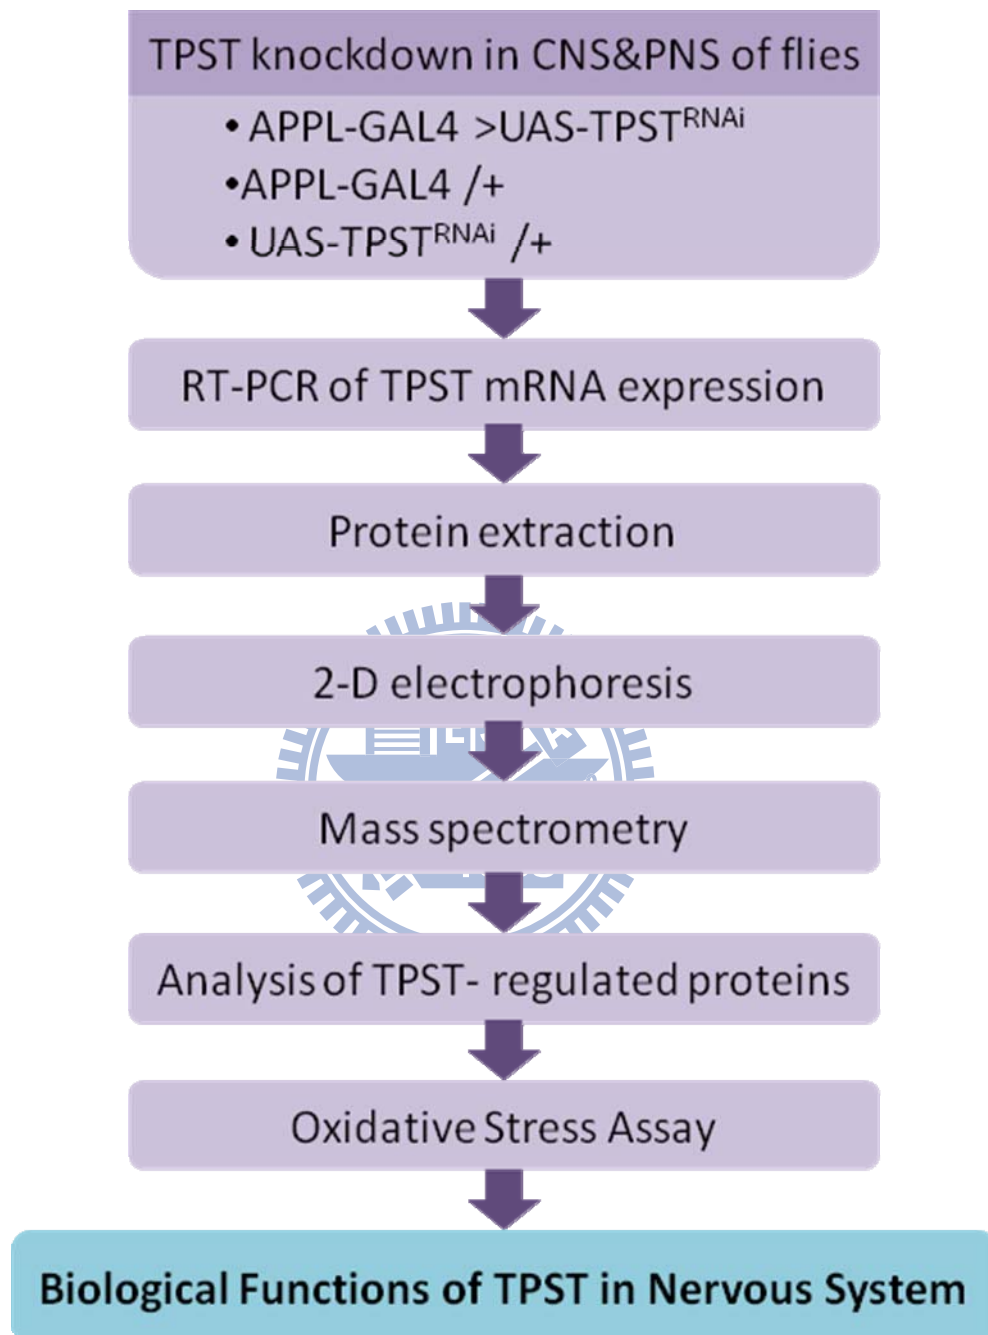 TPST knockdown in CNS&PNS of flies
• APPL-GAL4 >UAS-TPSTᴿᴺᴬⁱ
•APPL-GAL4 /+
• UAS-TPSTᴿᴺᴬⁱ /+
RT-PCR of TPST mRNA expression
Protein extraction
2-D electrophoresis
Mass spectrometry
Analysis of TPST- regulated proteins
Oxidative Stress Assay
Biological Functions of TPST in Nervous System